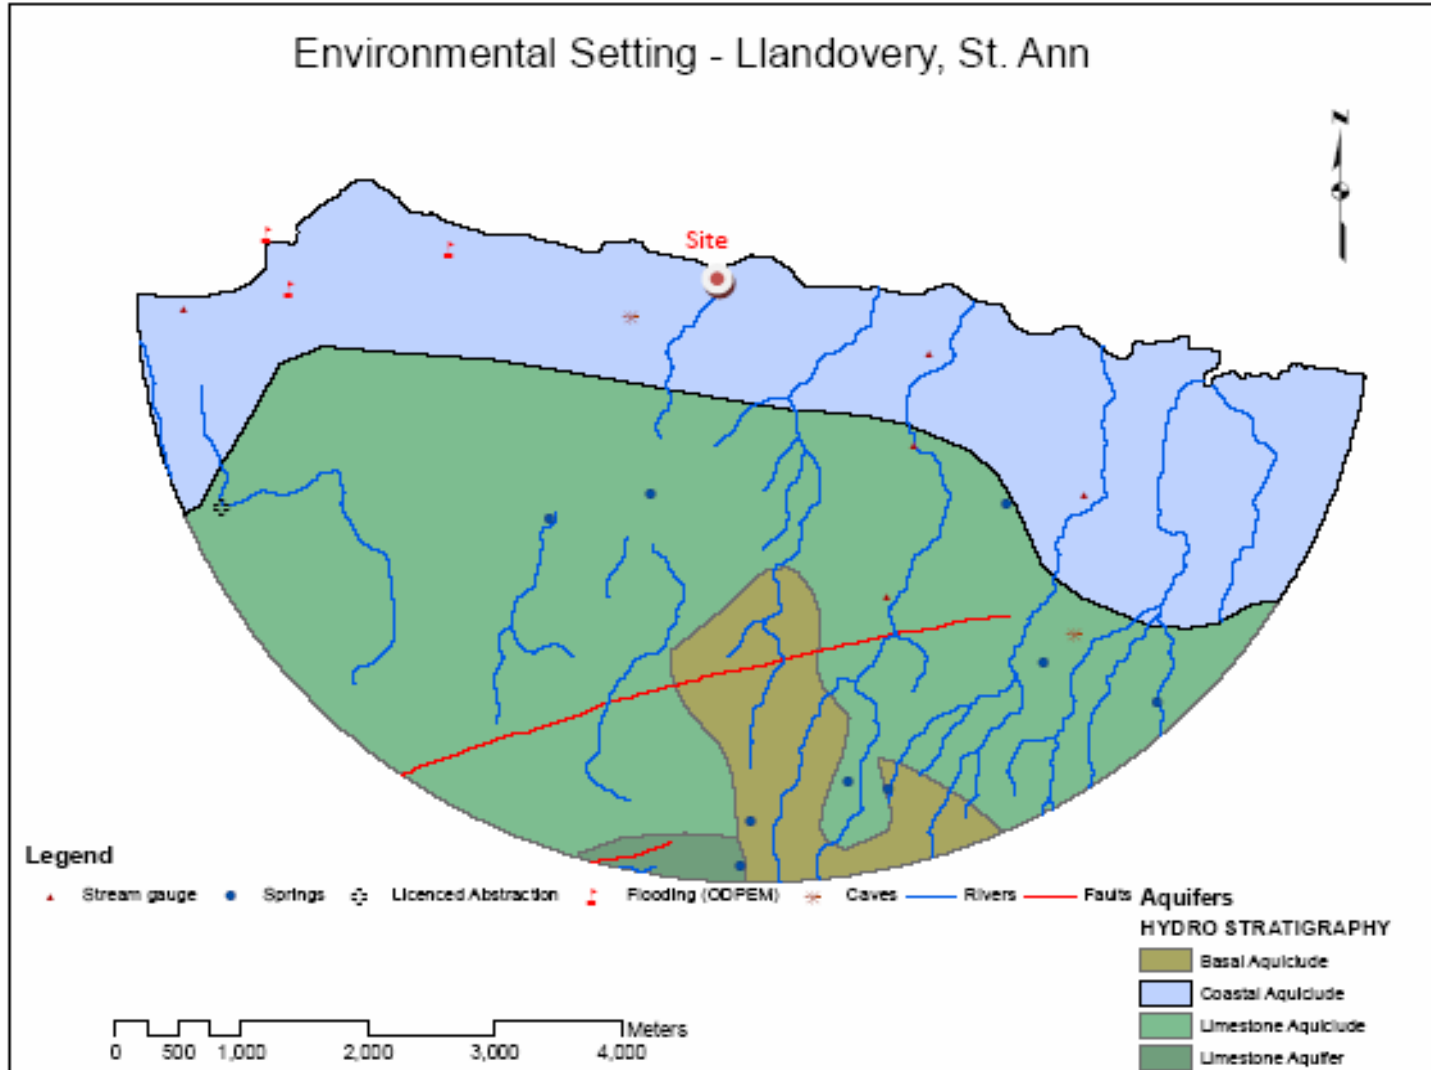 Environmental Setting - Llandovery, St. Ann
N
Site
Legend
Stream gauge Springs Licenced Abstraction Flooding (ODPEM) Caves Rivers Faults
Aquifers
HYDRO STRATIGRAPHY
Basal Aquiclude
Coastal Aquiclude
Limestone Aquiclude
Limestone Aquifer
Meters
0 500 1,000 2,000 3,000 4,000